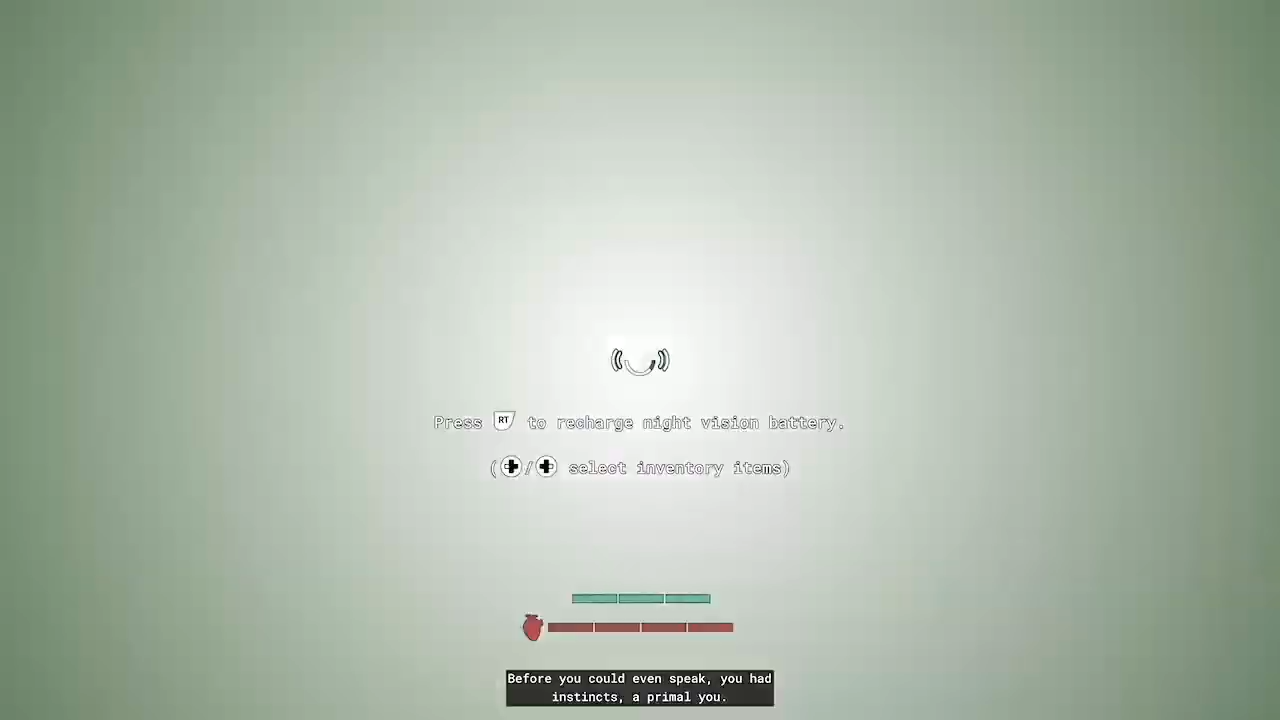 Press RT to recharge night vision battery.
( / select inventory items)
Before you could even speak, you had
instincts, a primal you.